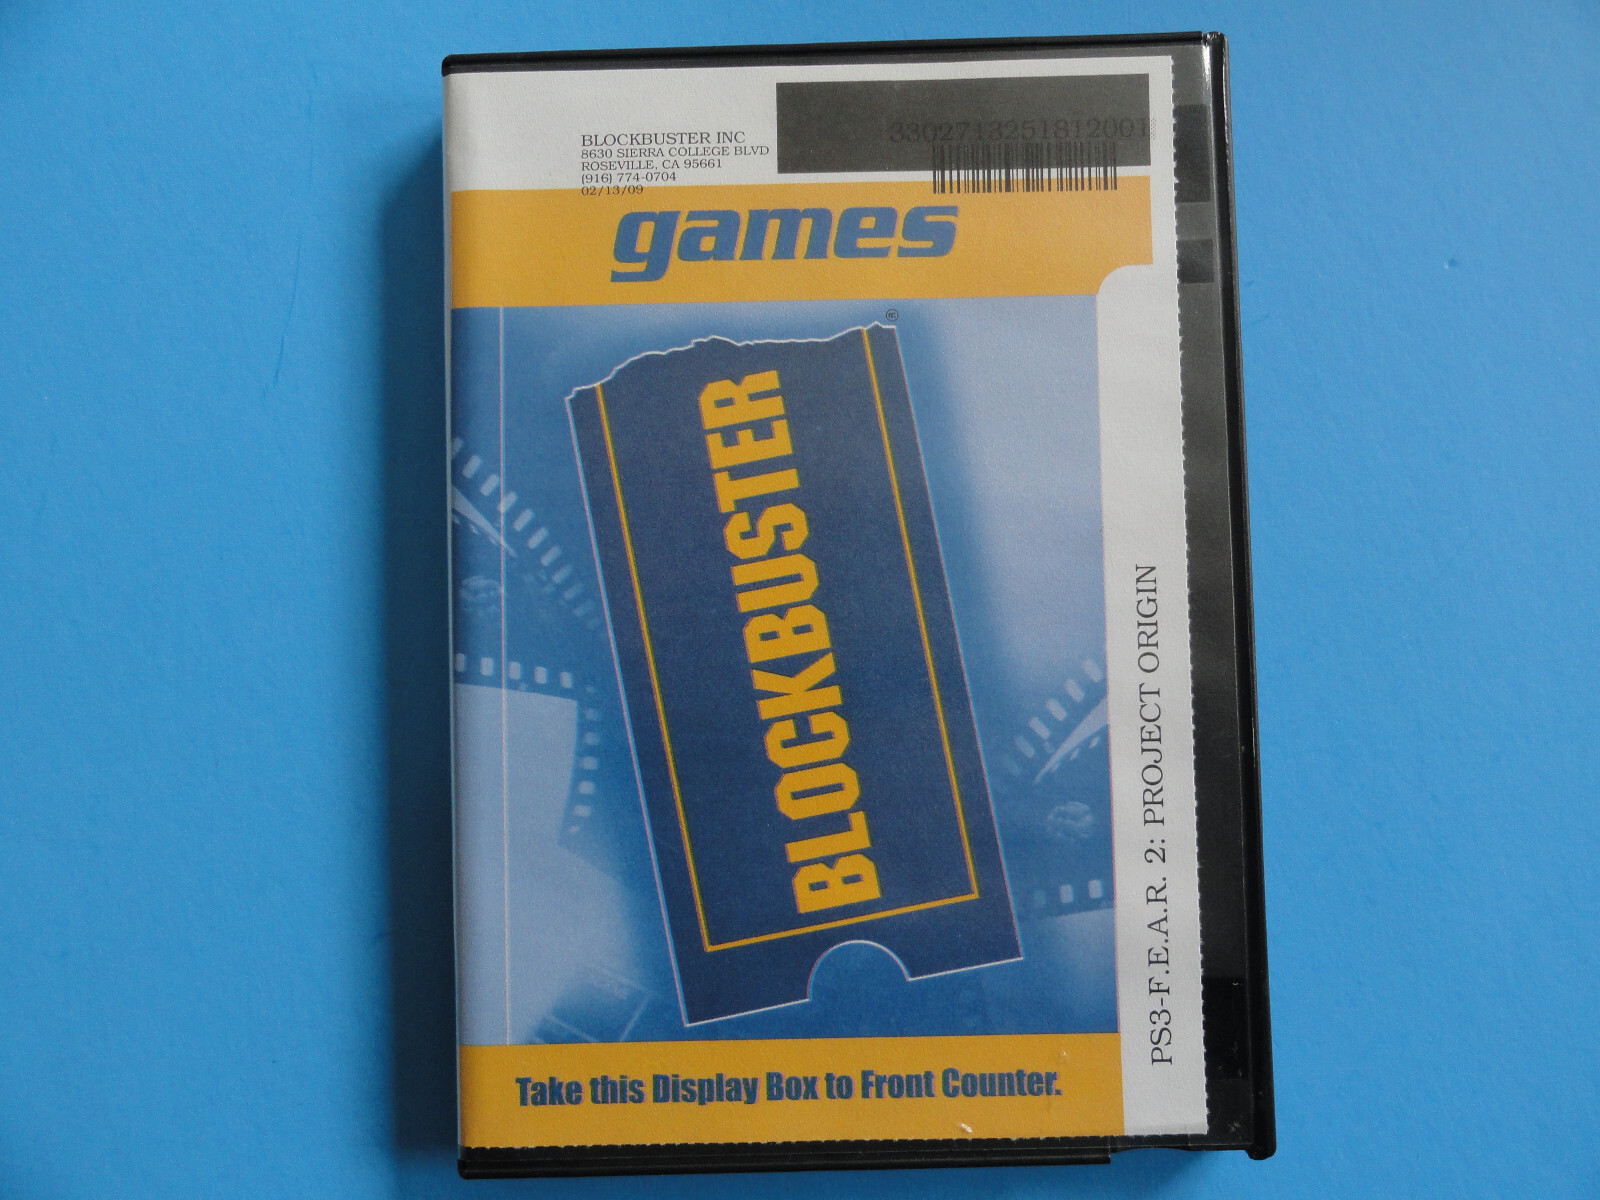 BLOCKBUSTER INC
8630 SIERRA COLLEGE BLVD
ROSEVILLE, CA 95661
(916) 774-0704
02/13/09
3302713251812001
games
BLOCKBUSTER
®
PS3-F.E.A.R. 2: PROJECT ORIGIN
Take this Display Box to Front Counter.